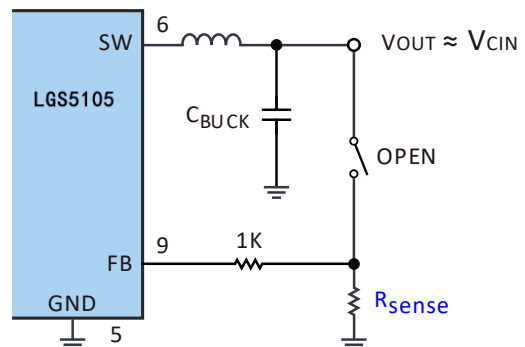 6
SW
VOUT ≈ VCIN
LGS5105
CBUCK
OPEN
9
1K
FB
GND
5
Rsense